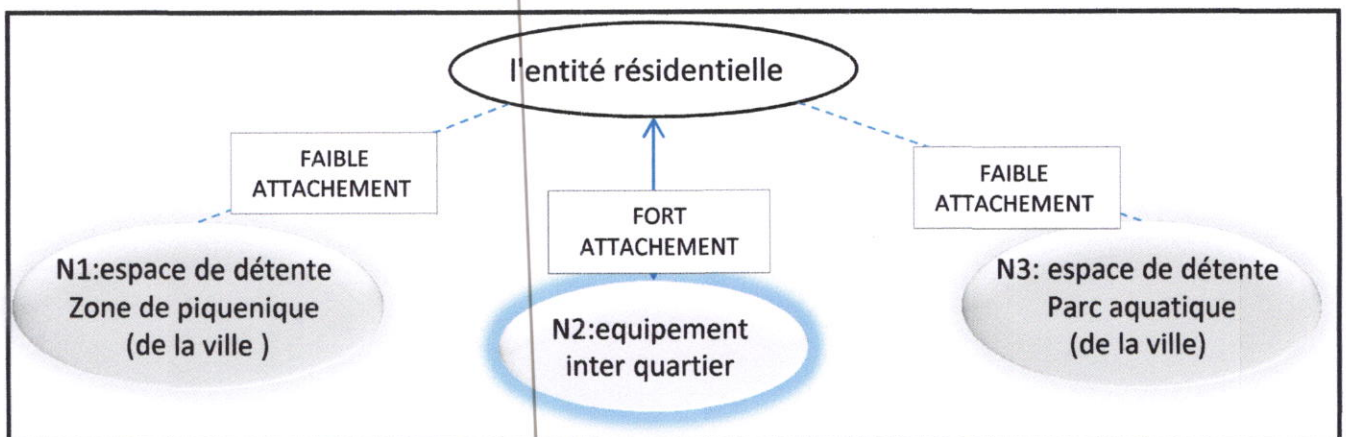 l'entité résidentielle
FAIBLE
ATTACHEMENT
FORT
ATTACHEMENT
FAIBLE
ATTACHEMENT
N1:espace de détente
Zone de piquenique
(de la ville )
N2:equipement
inter quartier
N3: espace de détente
Parc aquatique
(de la ville)